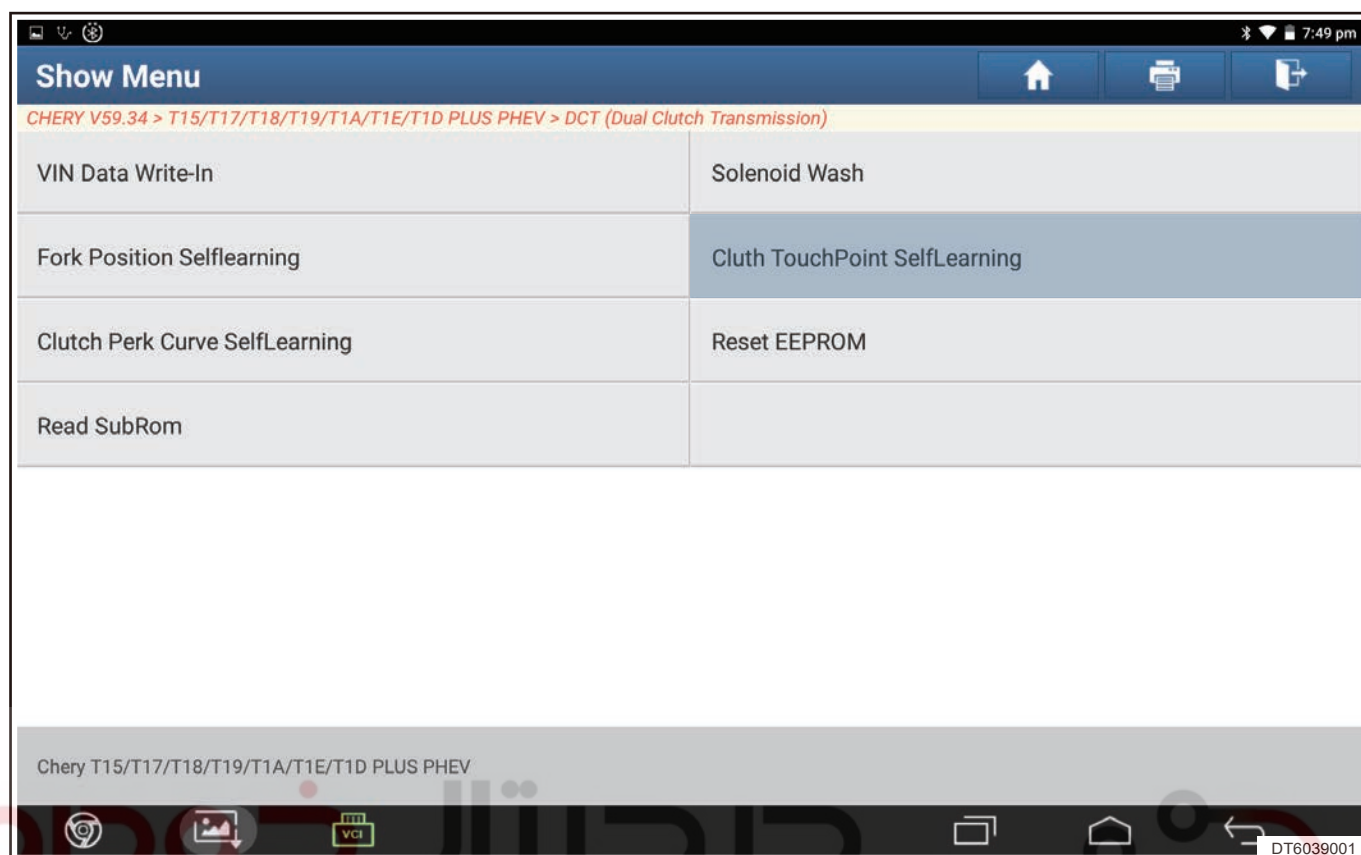 7:49 pm
Show Menu
CHERY V59.34 > T15/T17/T18/T19/T1A/T1E/T1D PLUS PHEV > DCT (Dual Clutch Transmission)
VIN Data Write-In
Solenoid Wash
Fork Position Selflearning
Cluth TouchPoint SelfLearning
Clutch Perk Curve SelfLearning
Reset EEPROM
Read SubRom
Chery T15/T17/T18/T19/T1A/T1E/T1D PLUS PHEV
VCI
DT6039001